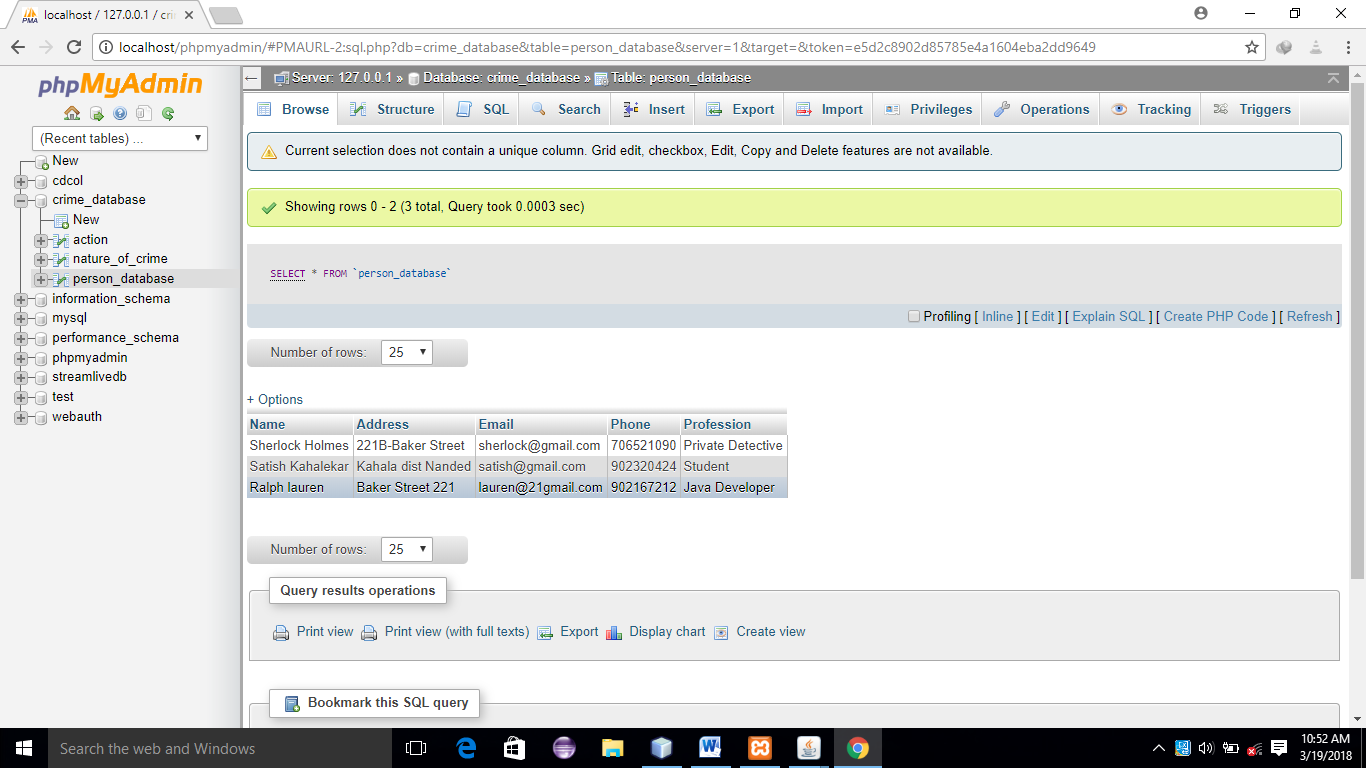 localhost / 127.0.0.1 / cri
localhost/phpmyadmin/#PMAURL-2:sql.php?db=crime_database&table=person_database&server=1&target=&token=e5d2c8902d85785e4a1604eba2dd9649
phpMyAdmin
(Recent tables) ...
New
cdcol
crime_database
New
action
nature_of_crime
person_database
information_schema
mysql
performance_schema
phpmyadmin
streamlivedb
test
webauth
Server: 127.0.0.1 » Database: crime_database » Table: person_database
Browse Structure SQL Search Insert Export Import Privileges Operations Tracking Triggers
Current selection does not contain a unique column. Grid edit, checkbox, Edit, Copy and Delete features are not available.
Showing rows 0 - 2 (3 total, Query took 0.0003 sec)
SELECT * FROM `person_database`
Profiling [ Inline ] [ Edit ] [ Explain SQL ] [ Create PHP Code ] [ Refresh ]
Number of rows: 25
+ Options
Name Address Email Phone Profession
Sherlock Holmes 221B-Baker Street sherlock@gmail.com 706521090 Private Detective
Satish Kahalekar Kahala dist Nanded satish@gmail.com 902320424 Student
Ralph lauren Baker Street 221 lauren@21gmail.com 902167212 Java Developer
Number of rows: 25
Query results operations
Print view Print view (with full texts) Export Display chart Create view
Bookmark this SQL query
Search the web and Windows
10:52 AM
3/19/2018